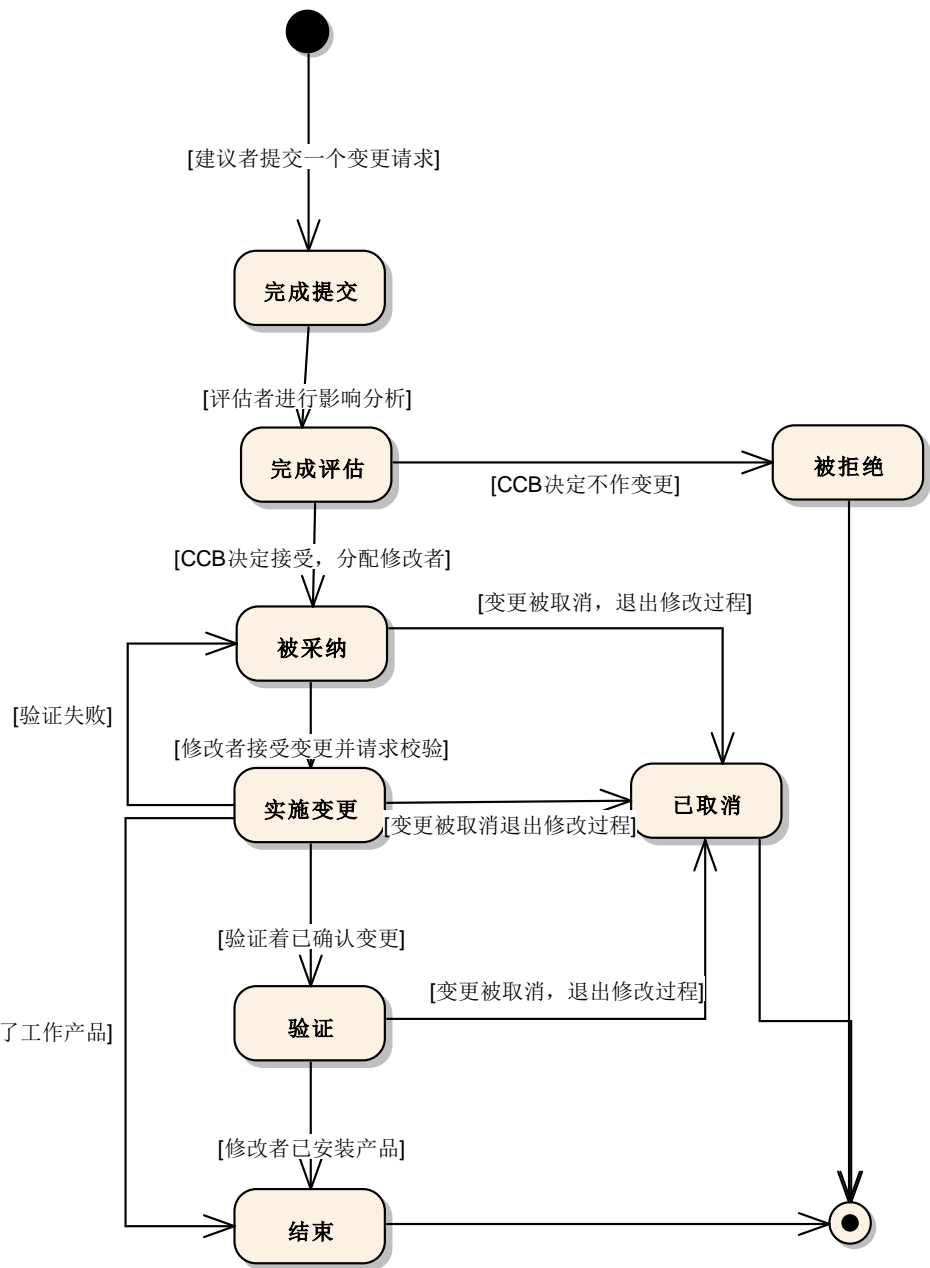 [建议者提交一个变更请求]
完成提交
[评估者进行影响分析]
完成评估
被拒绝
[CCB决定不作变更]
[CCB决定接受，分配修改者]
[变更被取消，退出修改过程]
被采纳
[验证失败]
[修改者接受变更并请求校验]
实施变更
已取消
[变更被取消退出修改过程]
[验证着已确认变更]
[变更被取消，退出修改过程]
验证
了工作产品]
[修改者已安装产品]
结束